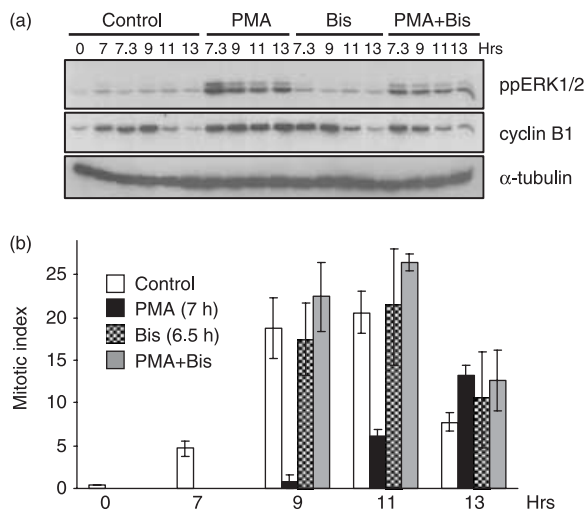 (a)
Control PMA Bis PMA+Bis
0 7 7.3 9 11 13 7.3 9 11 13 7.3 9 11 13 7.3 9 11 13 Hrs
ppERK1/2
cyclin B1
α-tubulin
(b)
25
20
15
10
5
0
Mitotic index
Control
PMA (7 h)
Bis (6.5 h)
PMA+Bis
0 7 9 11 13 Hrs